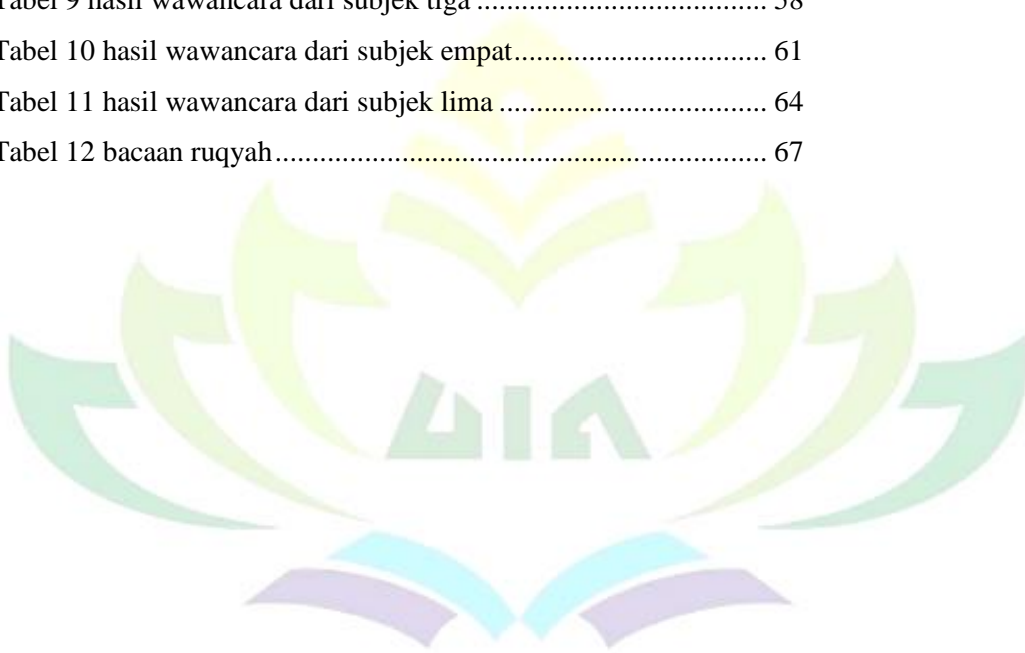 Tabel 9 hasil wawancara dari subjek tiga ....................................... 58
Tabel 10 hasil wawancara dari subjek empat.................................. 61
Tabel 11 hasil wawancara dari subjek lima .................................... 64
Tabel 12 bacaan ruqyah.................................................................. 67
UIN